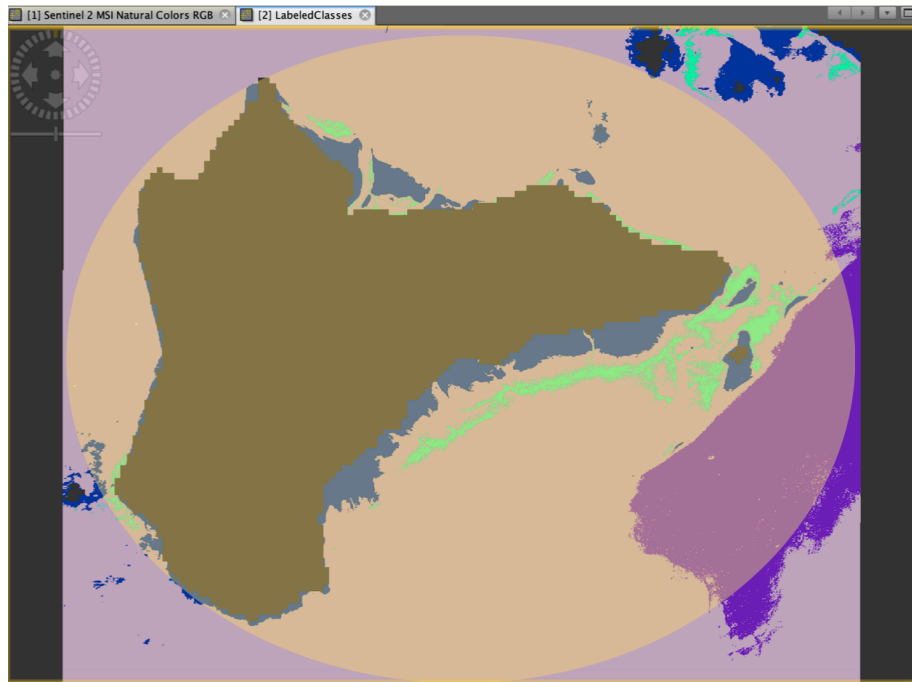 [1] Sentinel 2 MSI Natural Colors RGB
[2] LabeledClasses